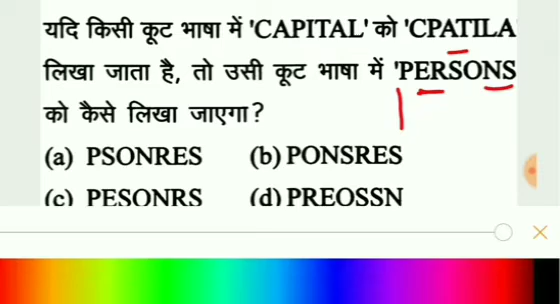 यदि किसी कूट भाषा में 'CAPITAL' को 'CPATILA
लिखा जाता है, तो उसी कूट भाषा में 'PERSONS
को कैसे लिखा जाएगा?
(a) PSONRES (b) PONSRES
(c) PESONRS (d) PREOSSN